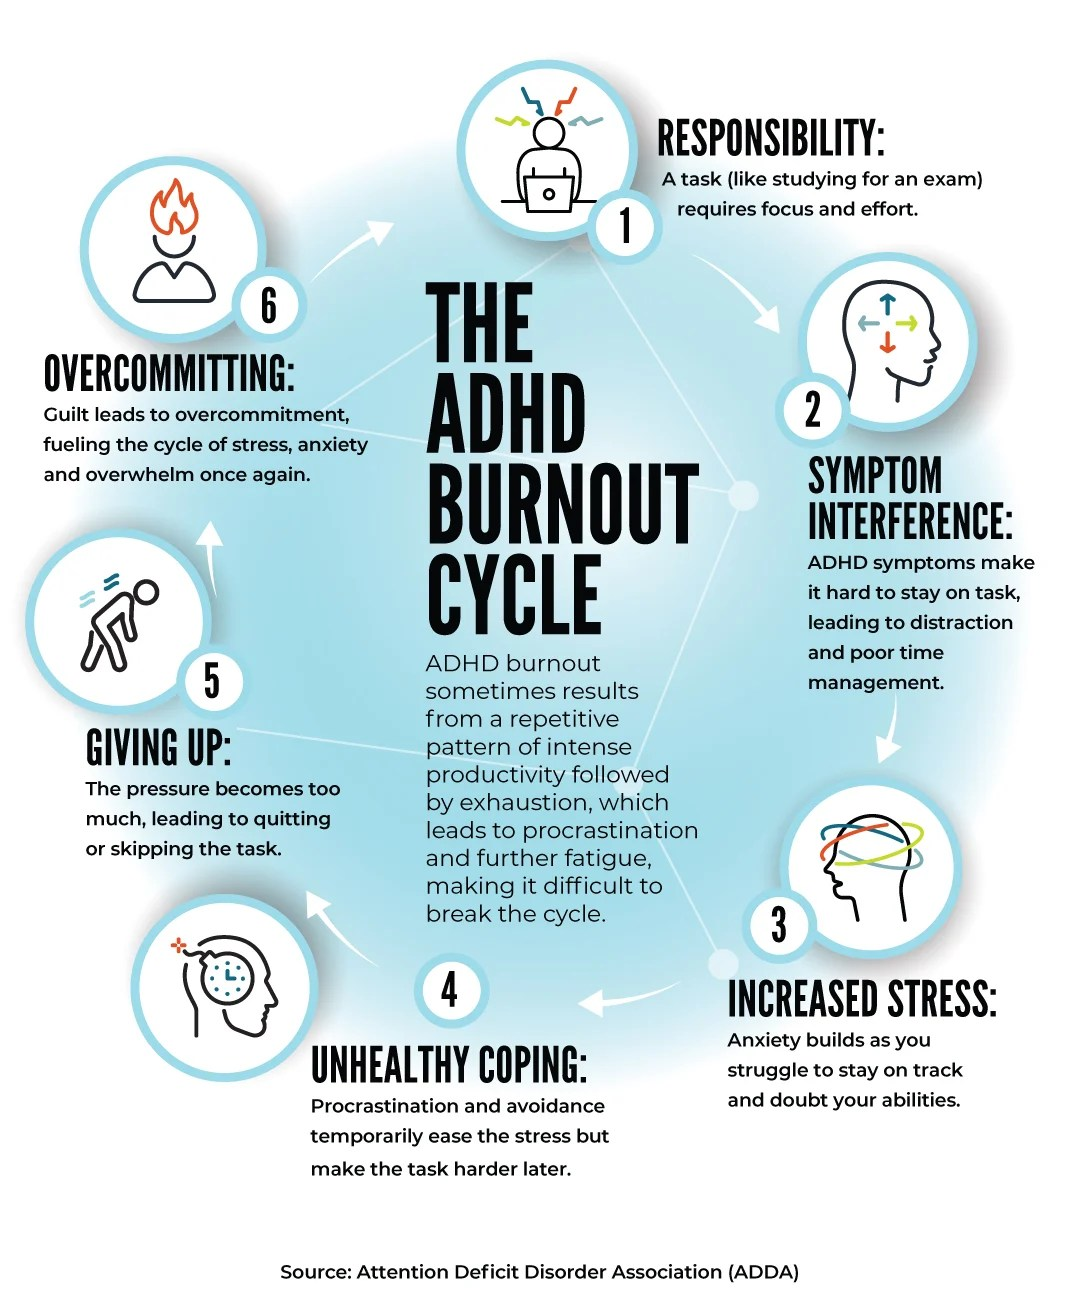 THE
ADHD
BURNOUT
CYCLE
ADHD burnout
sometimes results
from a repetitive
pattern of intense
productivity followed
by exhaustion, which
leads to procrastination
and further fatigue,
making it difficult to
break the cycle.
1
RESPONSIBILITY:
A task (like studying for an exam)
requires focus and effort.
2
SYMPTOM
INTERFERENCE:
ADHD symptoms make
it hard to stay on task,
leading to distraction
and poor time
management.
3
INCREASED STRESS:
Anxiety builds as you
struggle to stay on track
and doubt your abilities.
4
UNHEALTHY COPING:
Procrastination and avoidance
temporarily ease the stress but
make the task harder later.
5
GIVING UP:
The pressure becomes too
much, leading to quitting
or skipping the task.
6
OVERCOMMITTING:
Guilt leads to overcommitment,
fueling the cycle of stress, anxiety
and overwhelm once again.
Source: Attention Deficit Disorder Association (ADDA)